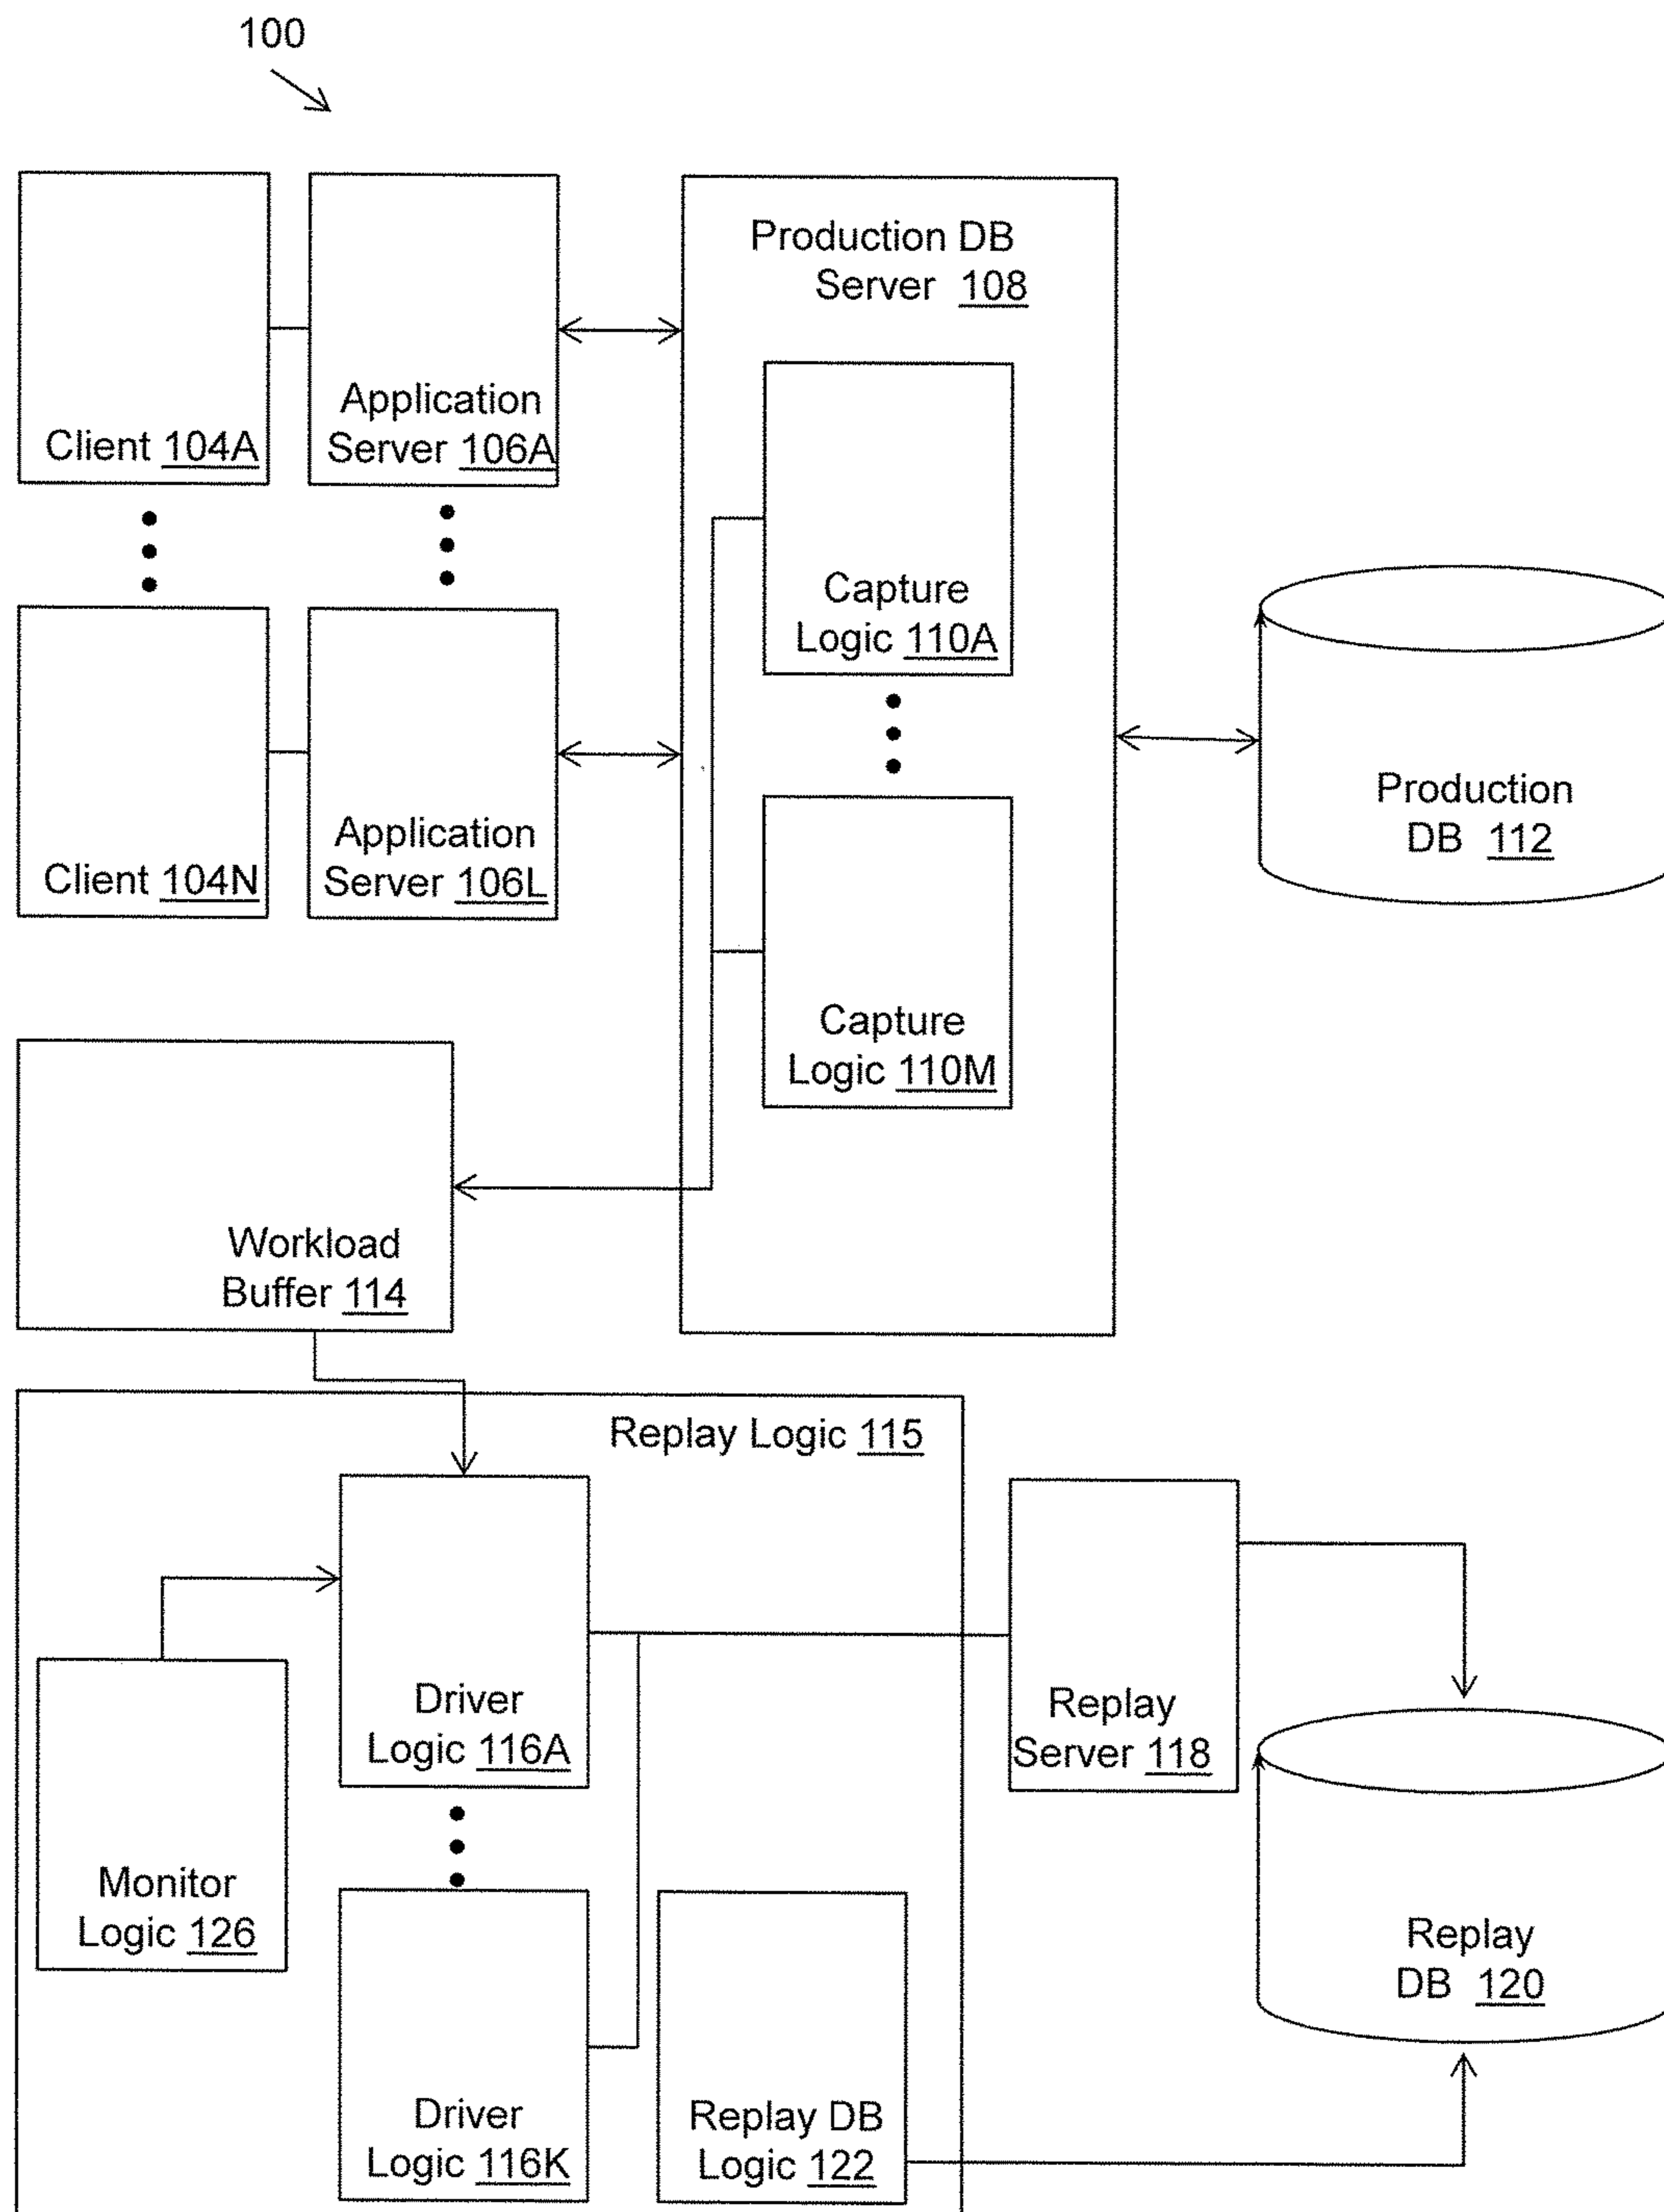 100
Production DB
Server 108
Application
Server 106A
Client 104A
Capture
Logic 110A
Production
DB 112
Application
Server 106L
Client 104N
Capture
Logic 110M
Workload
Buffer 114
Replay Logic 115
Driver
Logic 116A
Replay
Server 118
Monitor
Logic 126
Replay
DB 120
Driver
Logic 116K
Replay DB
Logic 122